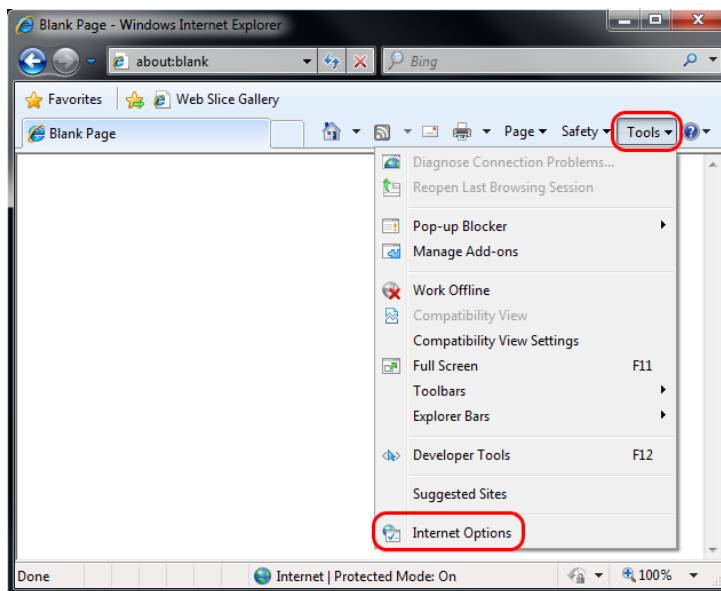 Blank Page - Windows Internet Explorer
about:blank
Bing
Favorites
Web Slice Gallery
Blank Page
Page
Safety
Tools
Diagnose Connection Problems...
Reopen Last Browsing Session
Pop-up Blocker
Manage Add-ons
Work Offline
Compatibility View
Compatibility View Settings
Full Screen F11
Toolbars
Explorer Bars
Developer Tools F12
Suggested Sites
Internet Options
Done
Internet | Protected Mode: On
100%